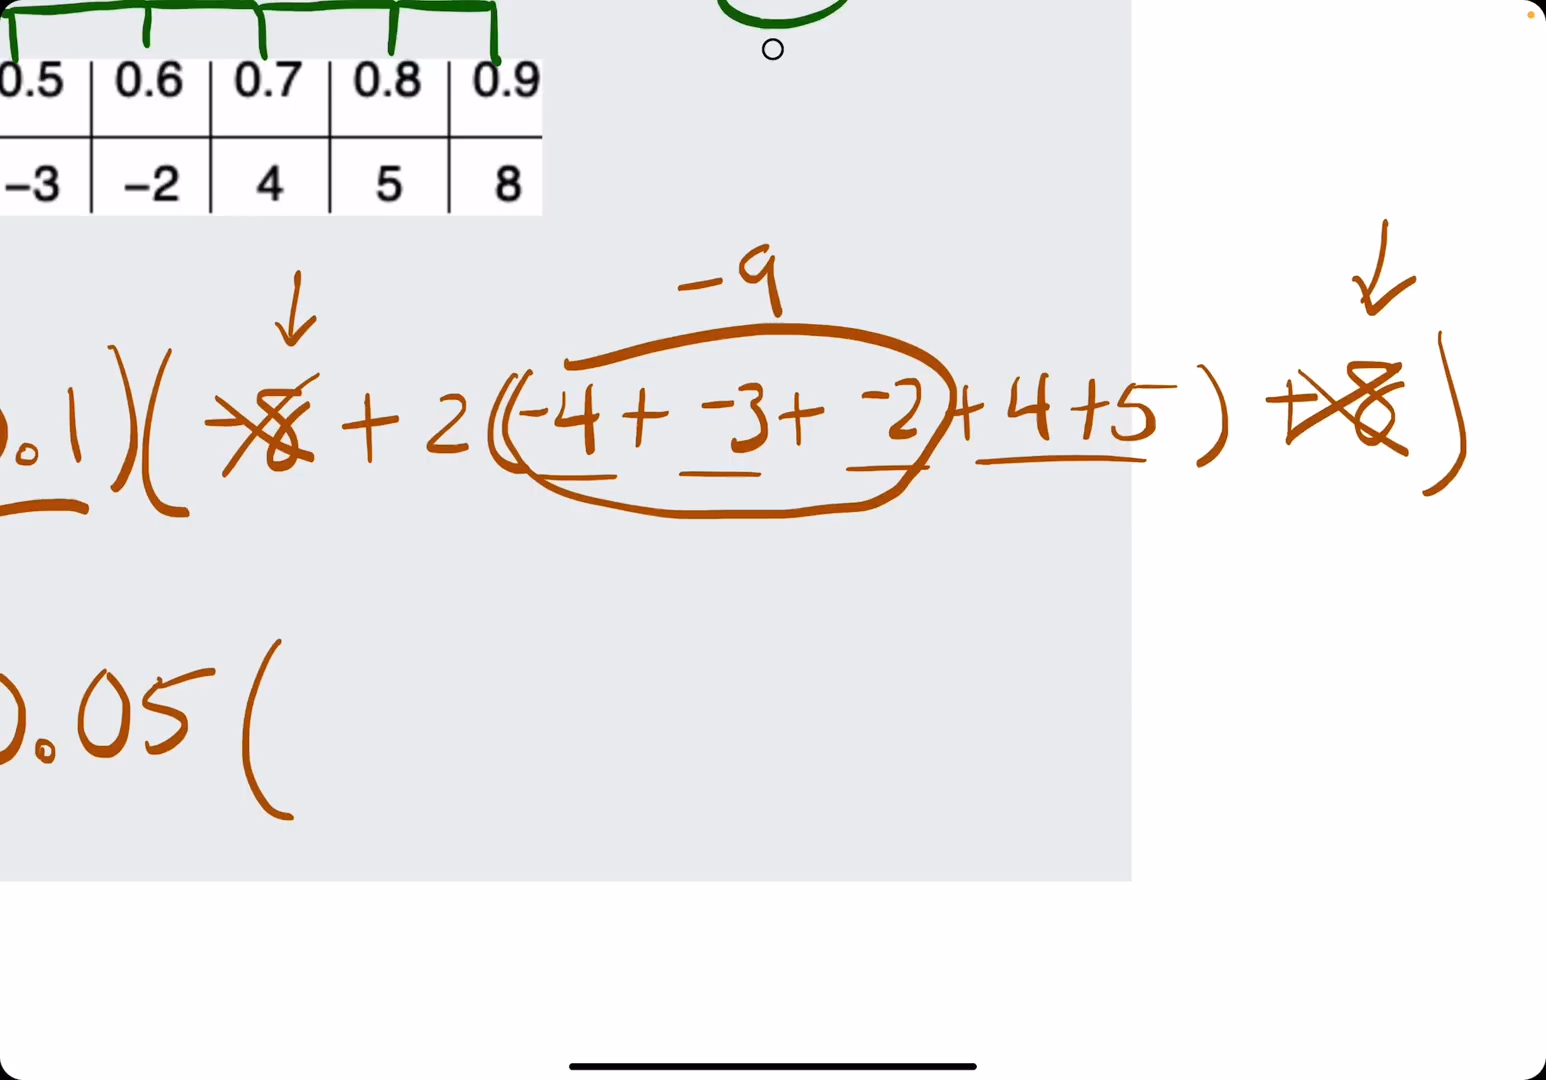 0.5 0.6 0.7 0.8 0.9
-3 -2 4 5 8
-9
.1)(-8 + 2((-4 + -3 + -2) + 4 + 5) + 8)
0.05(